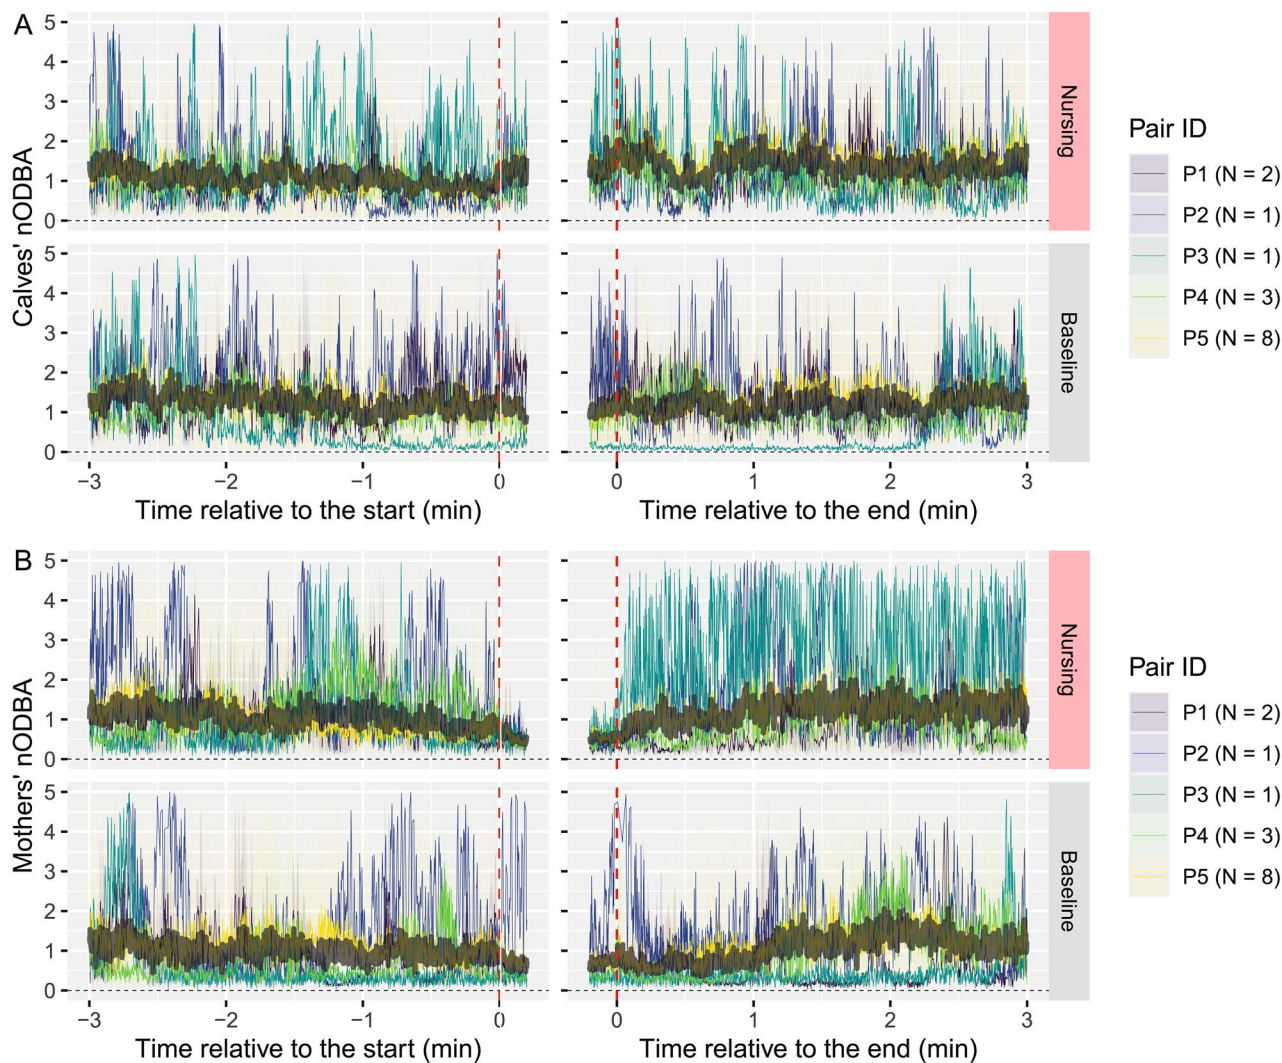 A
Calves' nODBA
5
4
3
2
1
0
Nursing
5
4
3
2
1
0
Baseline
−3 −2 −1 0 0 1 2 3
Time relative to the start (min) Time relative to the end (min)
Pair ID
P1 (N = 2)
P2 (N = 1)
P3 (N = 1)
P4 (N = 3)
P5 (N = 8)
B
Mothers' nODBA
5
4
3
2
1
0
Nursing
5
4
3
2
1
0
Baseline
−3 −2 −1 0 0 1 2 3
Time relative to the start (min) Time relative to the end (min)
Pair ID
P1 (N = 2)
P2 (N = 1)
P3 (N = 1)
P4 (N = 3)
P5 (N = 8)